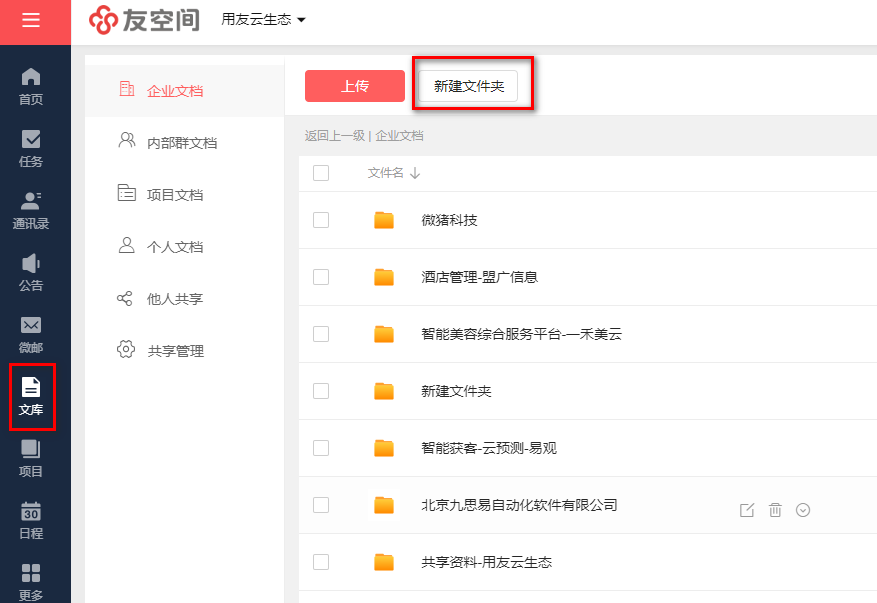 友空间
用友云生态
首页
任务
通讯录
公告
微邮
文库
项目
30
日程
更多
企业文档
内部群文档
项目文档
个人文档
他人共享
共享管理
上传
新建文件夹
返回上一级 | 企业文档
文件名
微猪科技
酒店管理-盟广信息
智能美容综合服务平台-一禾美云
新建文件夹
智能获客-云预测-易观
北京九思易自动化软件有限公司
共享资料-用友云生态